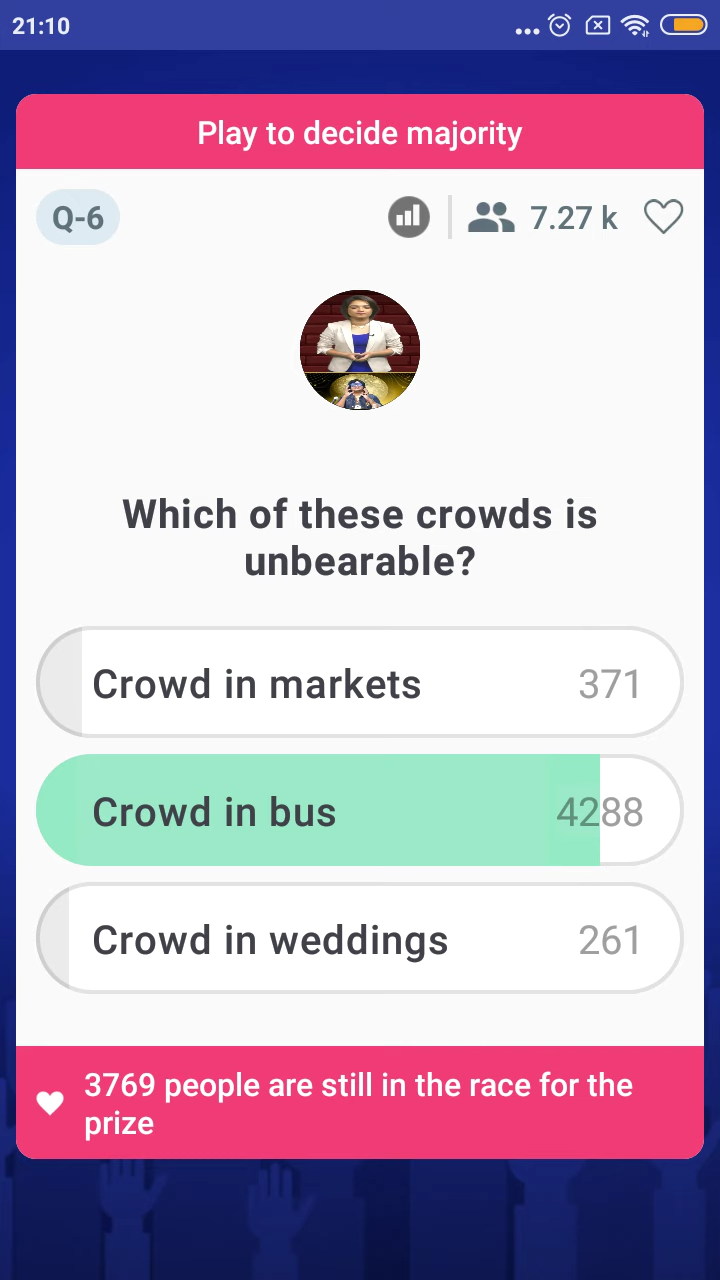 21:10
Play to decide majority
Q-6
7.27 k
Which of these crowds is
unbearable?
Crowd in markets 371
Crowd in bus 4288
Crowd in weddings 261
3769 people are still in the race for the
prize